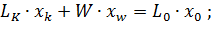 L_K · x_k + W · x_w = L_0 · x_0 ;